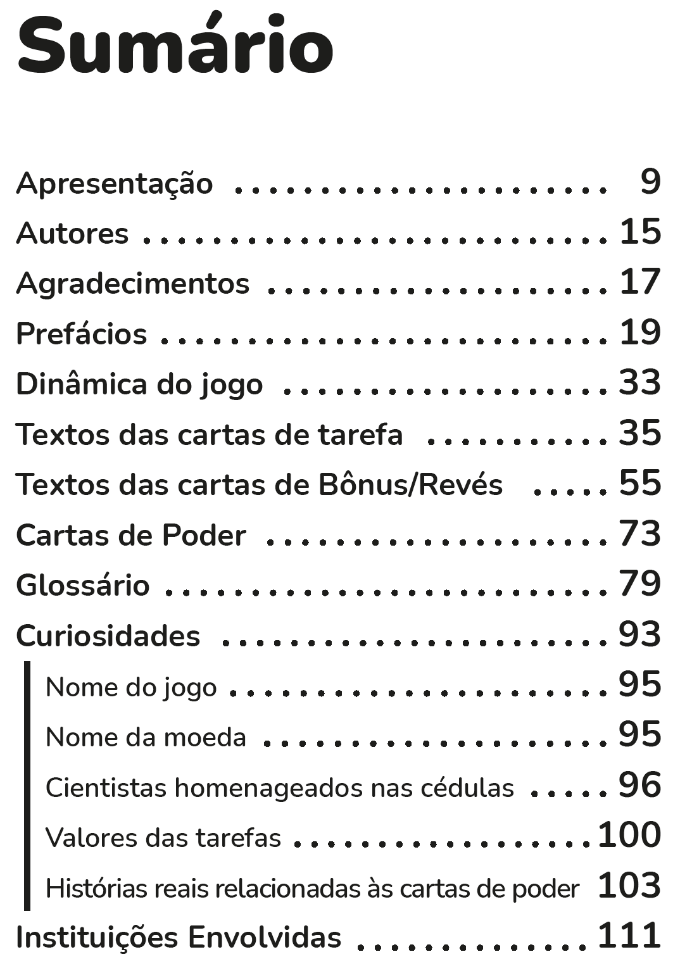 Sumário
Apresentação . . . . . . . . . . . . . . . . . . . . . . 9
Autores . . . . . . . . . . . . . . . . . . . . . . . . . . . 15
Agradecimentos . . . . . . . . . . . . . . . . . . . . 17
Prefácios . . . . . . . . . . . . . . . . . . . . . . . . . . 19
Dinâmica do jogo . . . . . . . . . . . . . . . . . . . 33
Textos das cartas de tarefa . . . . . . . . . . . 35
Textos das cartas de Bônus/Revés . . . . . 55
Cartas de Poder . . . . . . . . . . . . . . . . . . . . 73
Glossário . . . . . . . . . . . . . . . . . . . . . . . . . . 79
Curiosidades . . . . . . . . . . . . . . . . . . . . . . . 93
Nome do jogo . . . . . . . . . . . . . . . . . . . . . . 95
Nome da moeda . . . . . . . . . . . . . . . . . . . . 95
Cientistas homenageados nas cédulas . . . . . 96
Valores das tarefas . . . . . . . . . . . . . . . . . 100
Histórias reais relacionadas às cartas de poder 103
Instituições Envolvidas . . . . . . . . . . . . . . 111